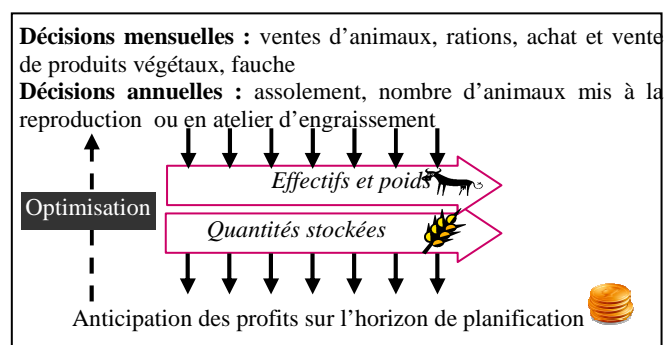 Décisions mensuelles : ventes d'animaux, rations, achat et vente
de produits végétaux, fauche
Décisions annuelles : assolement, nombre d'animaux mis à la
reproduction ou en atelier d'engraissement
Effectifs et poids
Optimisation
Quantités stockées
Anticipation des profits sur l'horizon de planification